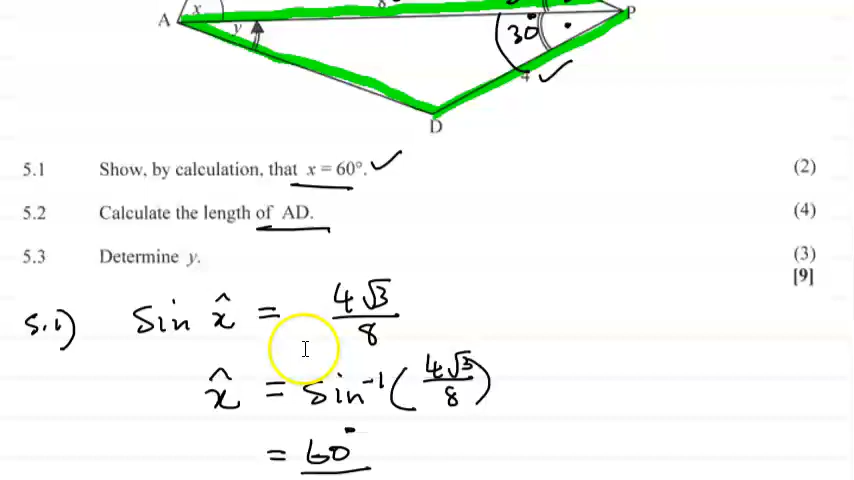 A x y 8 30° P
4
D
5.1 Show, by calculation, that x = 60°. (2)
5.2 Calculate the length of AD. (4)
5.3 Determine y. (3)
[9]
5.1) Sin x̂ = 4√3/8
x̂ = sin⁻¹(4√3/8)
= 60°